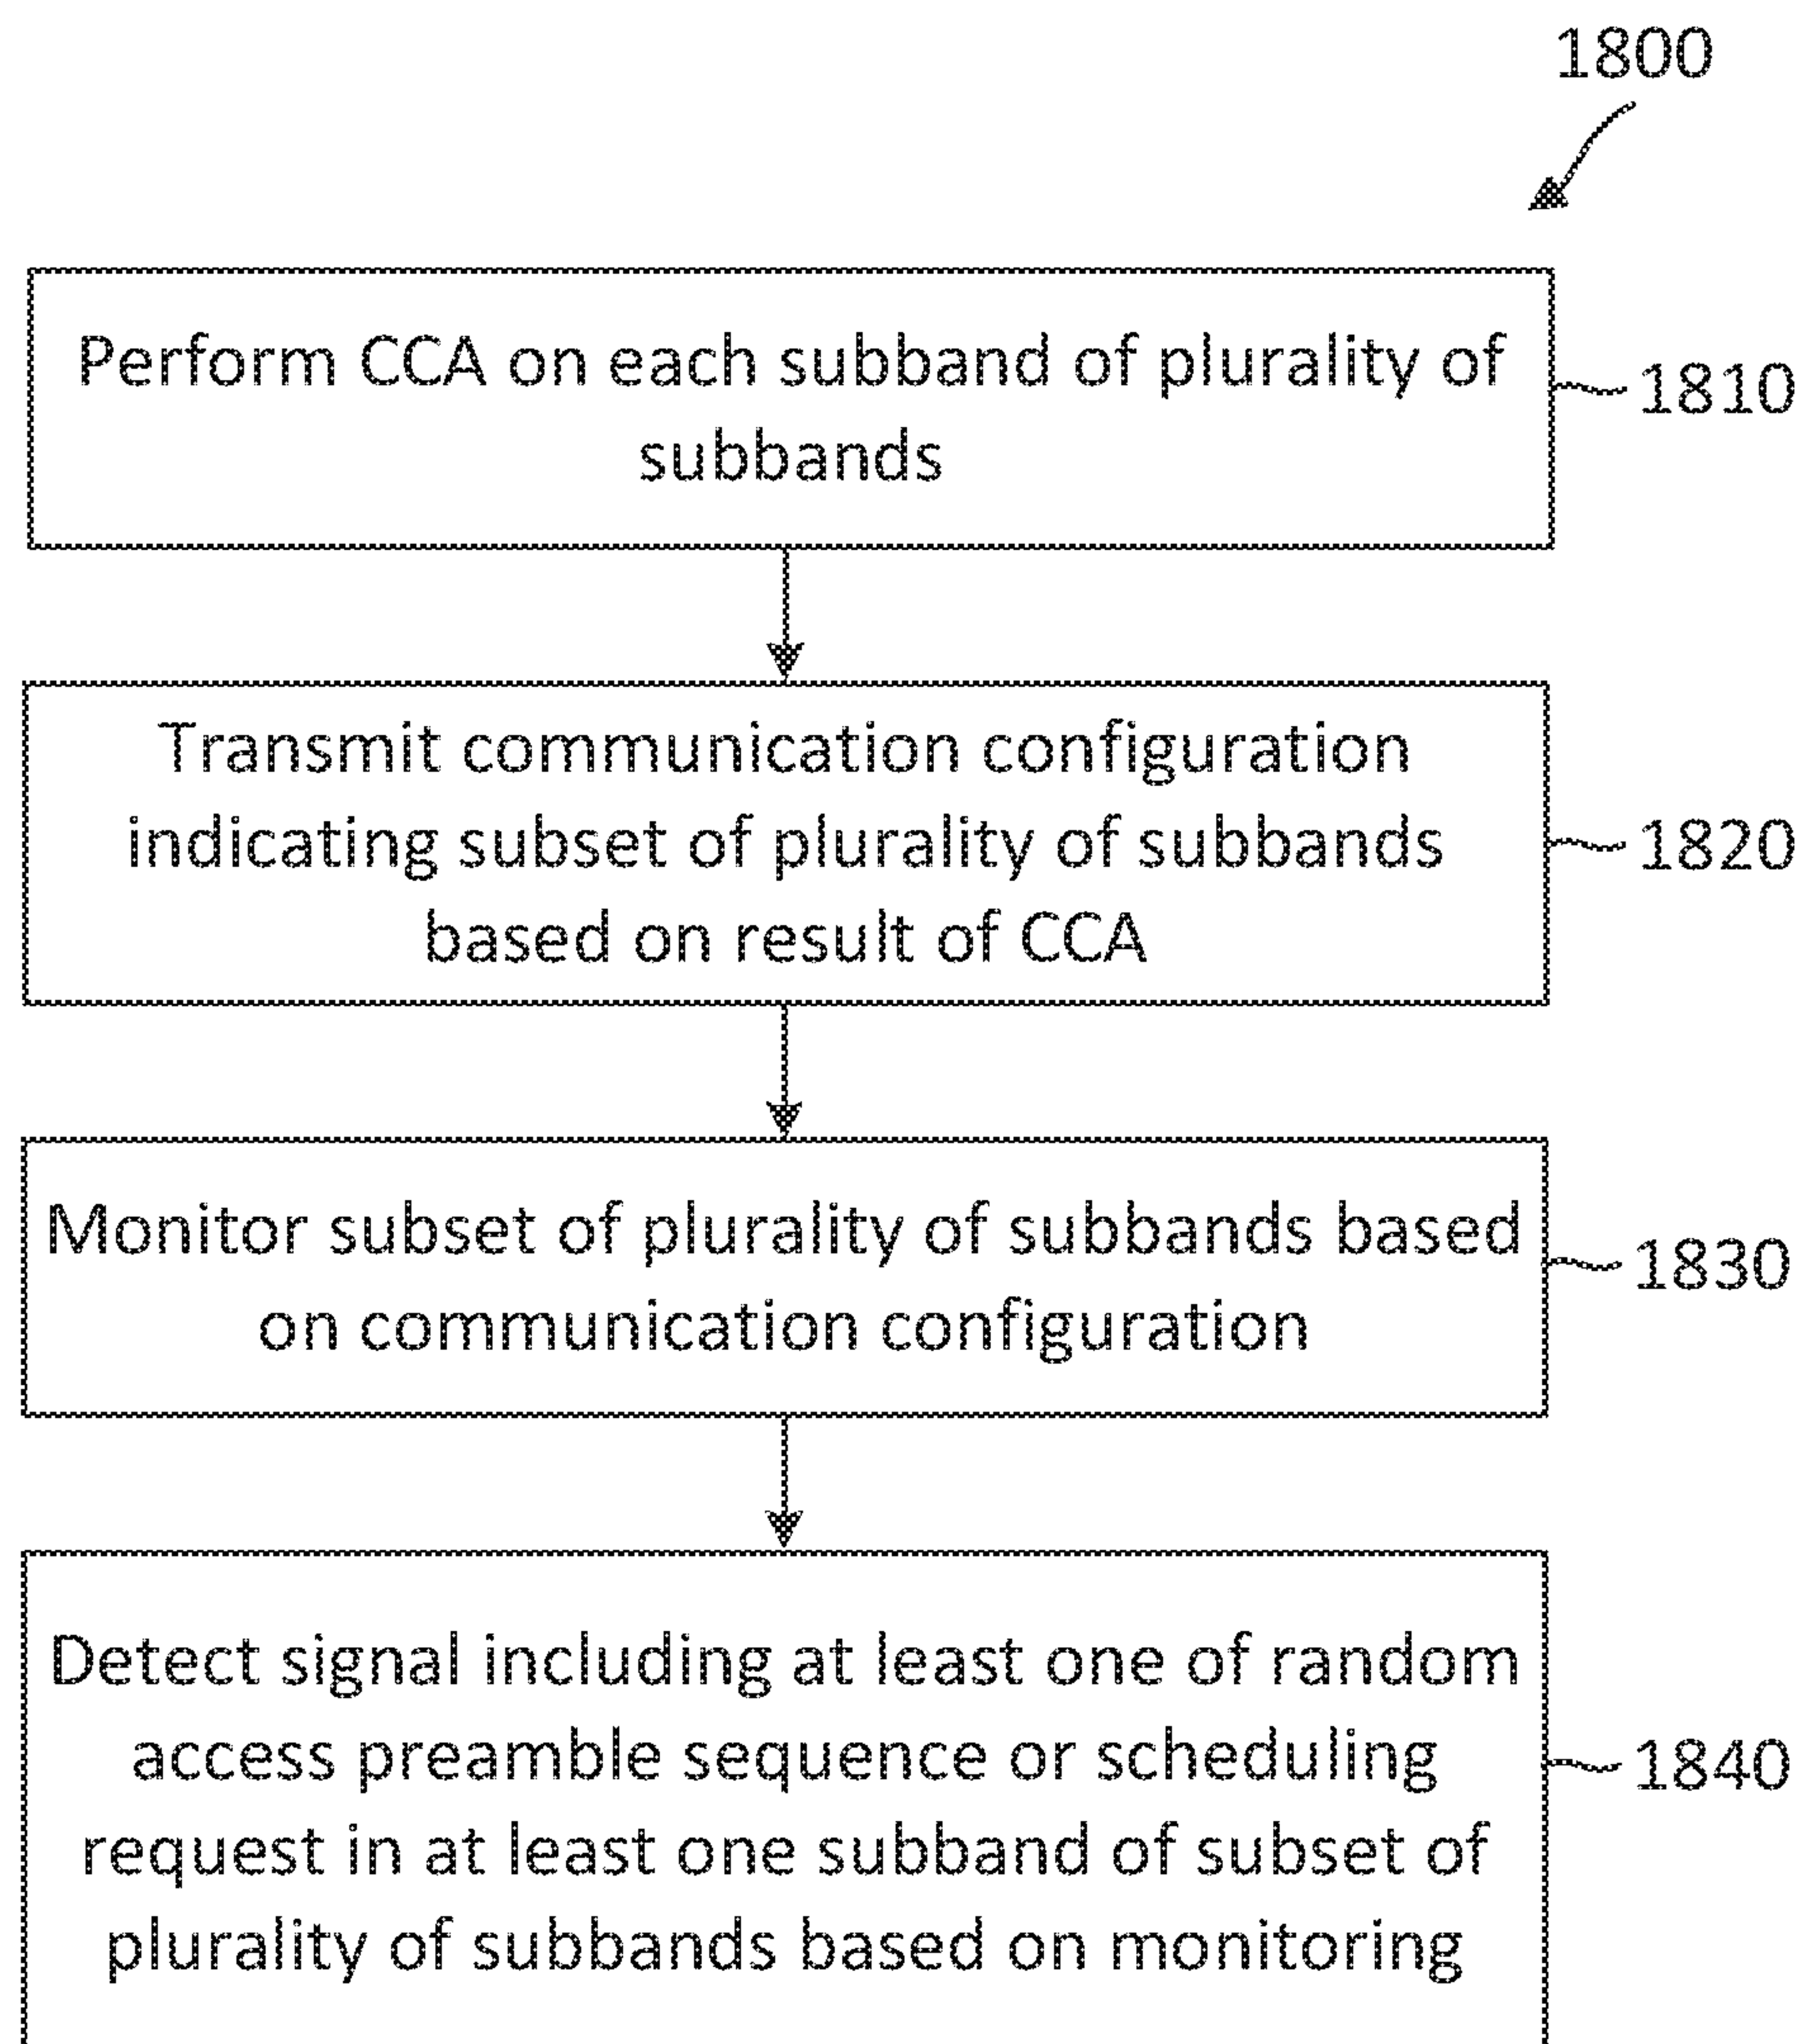 1800
Perform CCA on each subband of plurality of
subbands
1810
Transmit communication configuration
indicating subset of plurality of subbands
based on result of CCA
1820
Monitor subset of plurality of subbands based
on communication configuration
1830
Detect signal including at least one of random
access preamble sequence or scheduling
request in at least one subband of subset of
plurality of subbands based on monitoring
1840